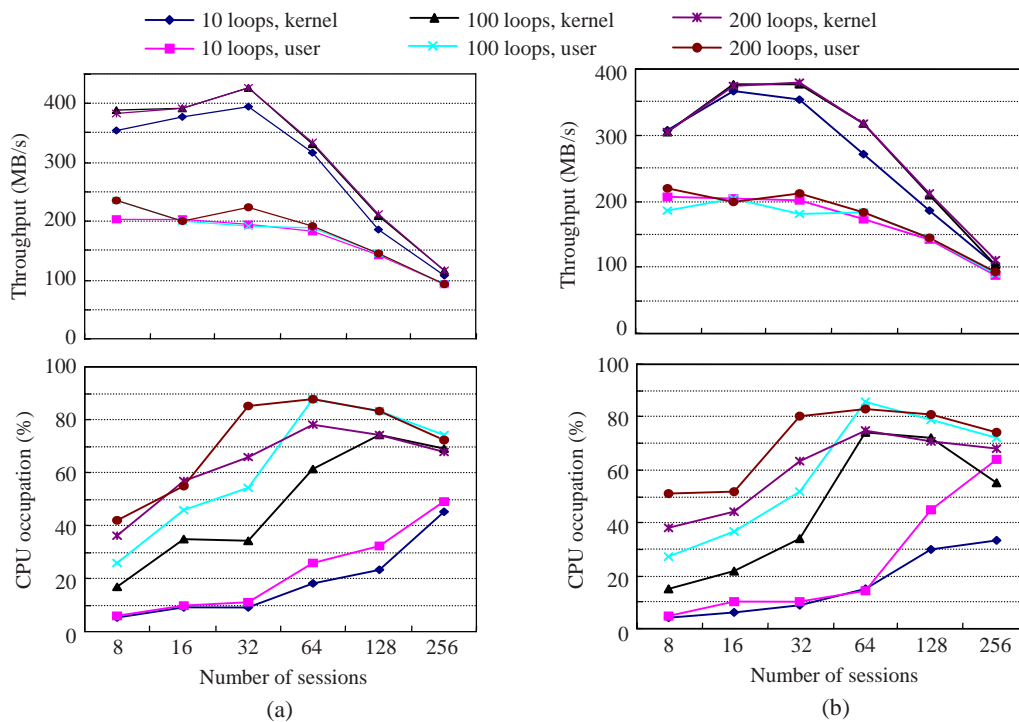 10 loops, kernel
100 loops, kernel
200 loops, kernel
10 loops, user
100 loops, user
200 loops, user
Throughput (MB/s)
400
300
200
100
0
Throughput (MB/s)
400
300
200
100
0
CPU occupation (%)
100
80
60
40
20
0
8 16 32 64 128 256
Number of sessions
(a)
CPU occupation (%)
100
80
60
40
20
0
8 16 32 64 128 256
Number of sessions
(b)